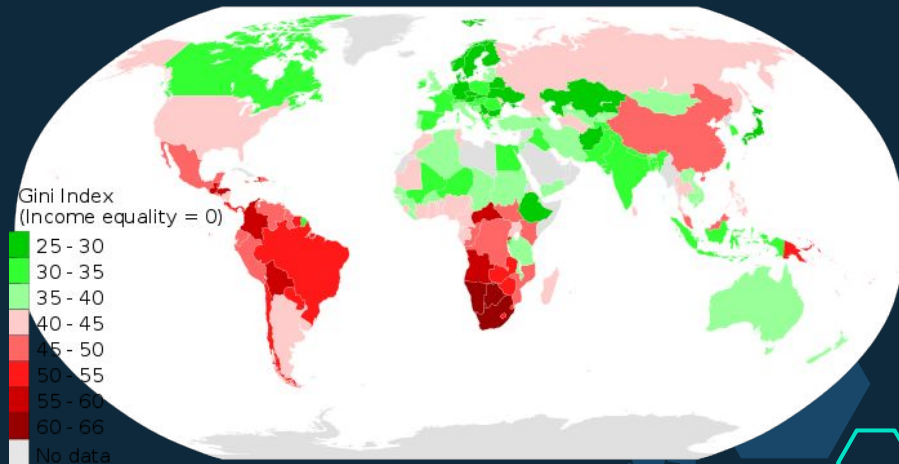 Gini Index
(Income equality = 0)
25 - 30
30 - 35
35 - 40
40 - 45
45 - 50
50 - 55
55 - 60
60 - 66
No data